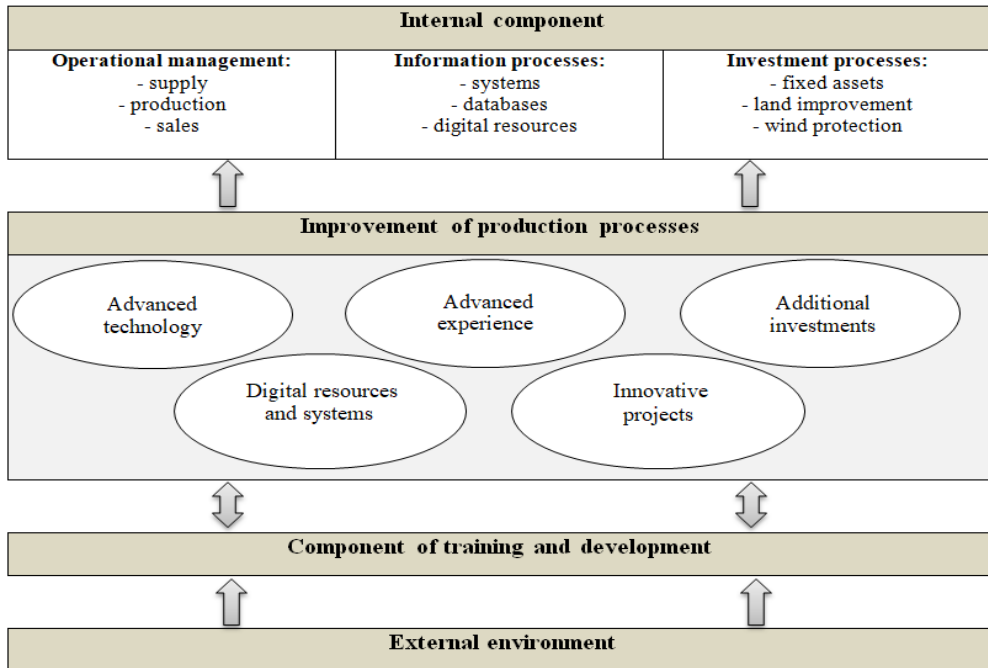 Internal component
Operational management:
- supply
- production
- sales
Information processes:
- systems
- databases
- digital resources
Investment processes:
- fixed assets
- land improvement
- wind protection
Improvement of production processes
Advanced
technology
Advanced
experience
Additional
investments
Digital resources
and systems
Innovative
projects
Component of training and development
External environment